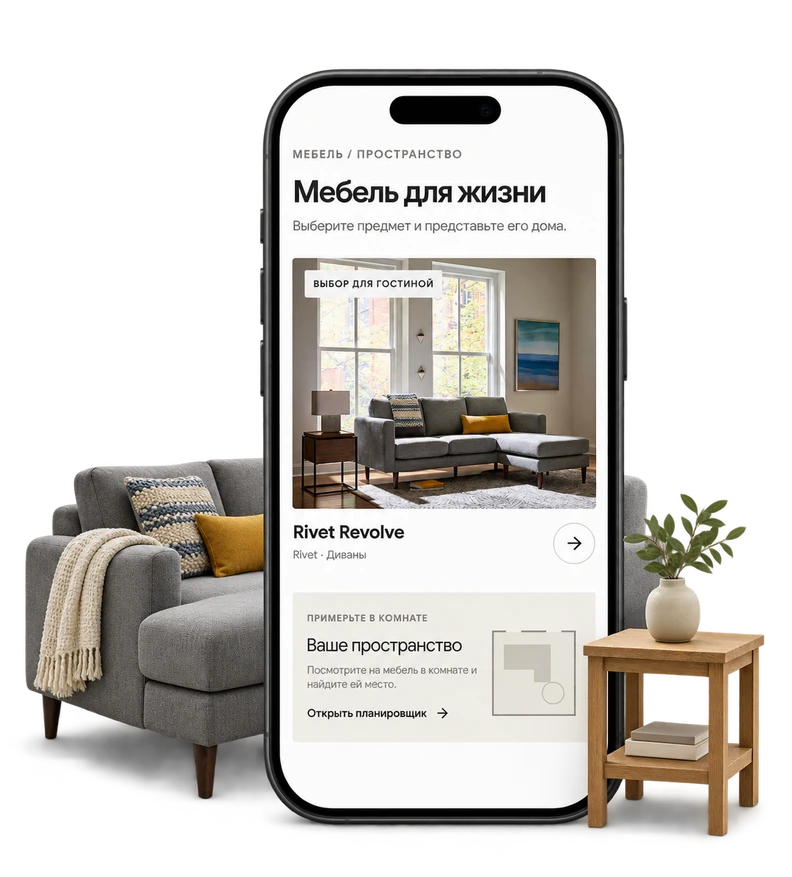 МЕБЕЛЬ / ПРОСТРАНСТВО
Мебель для жизни
Выберите предмет и представьте его дома.
ВЫБОР ДЛЯ ГОСТИНОЙ
Rivet Revolve
Rivet · Диваны
ПРИМЕРЬТЕ В КОМНАТЕ
Ваше пространство
Посмотрите на мебель в комнате и
найдите ей место.
Открыть планировщик